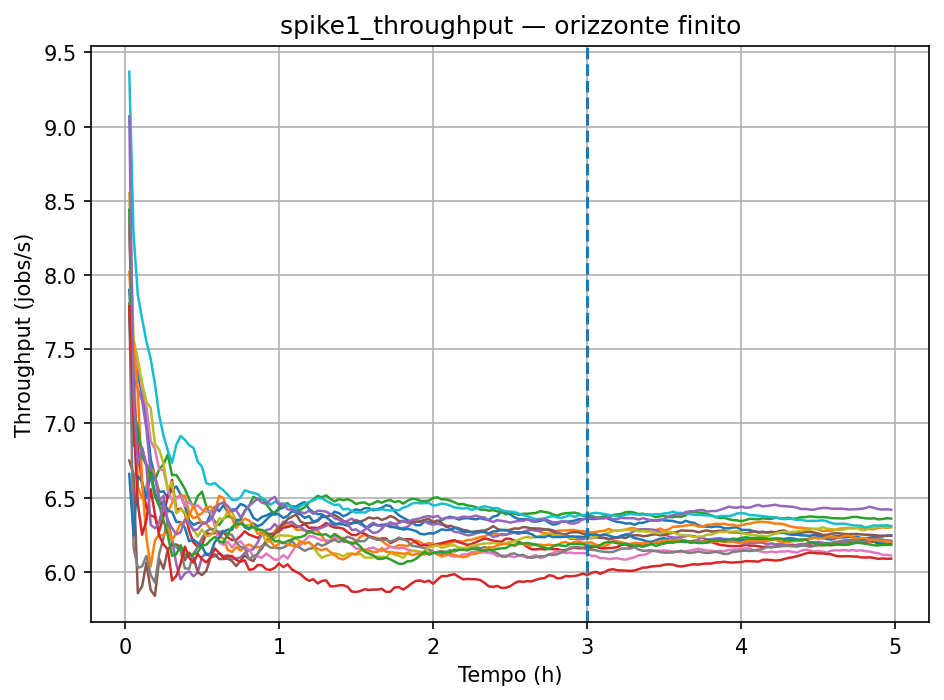 spike1_throughput — orizzonte finito
9.5
9.0
8.5
8.0
7.5
7.0
6.5
6.0
Throughput (jobs/s)
0 1 2 3 4 5
Tempo (h)